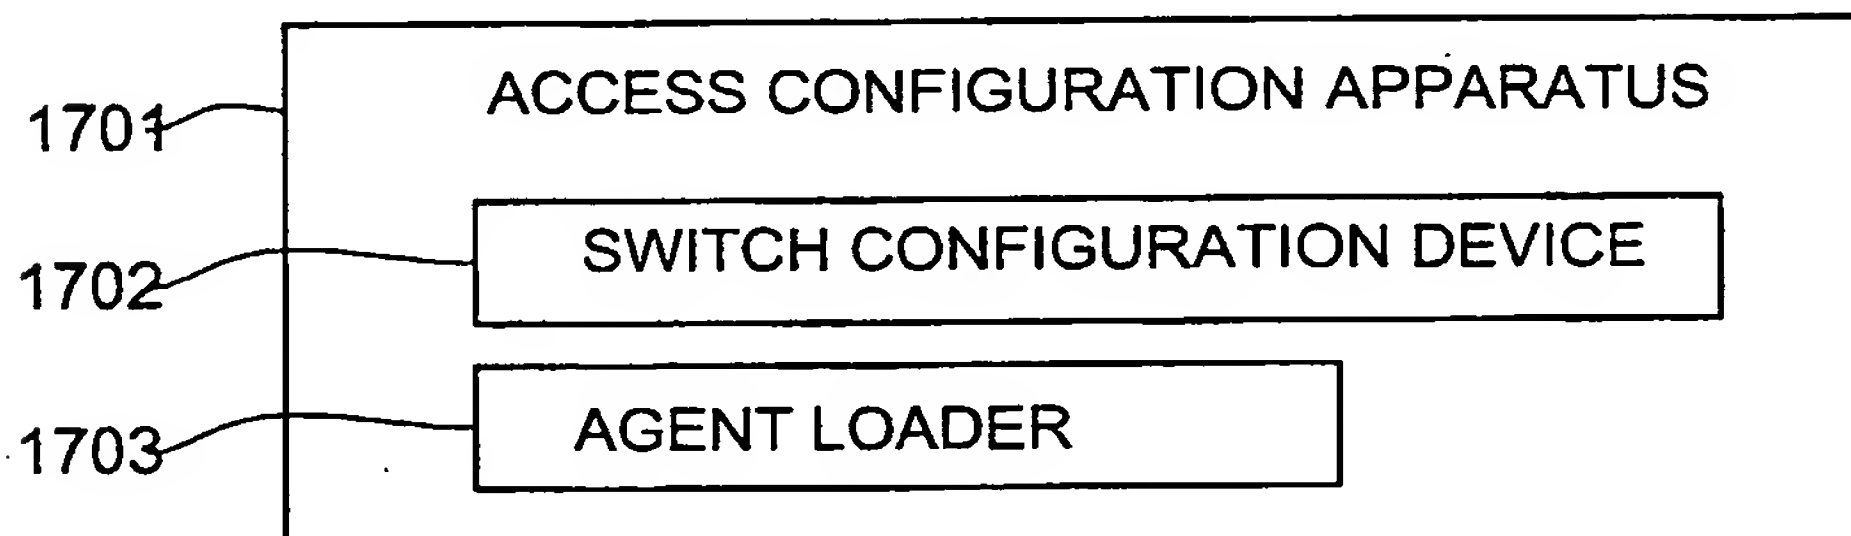 ACCESS CONFIGURATION APPARATUS
1701
SWITCH CONFIGURATION DEVICE
1702
AGENT LOADER
1703